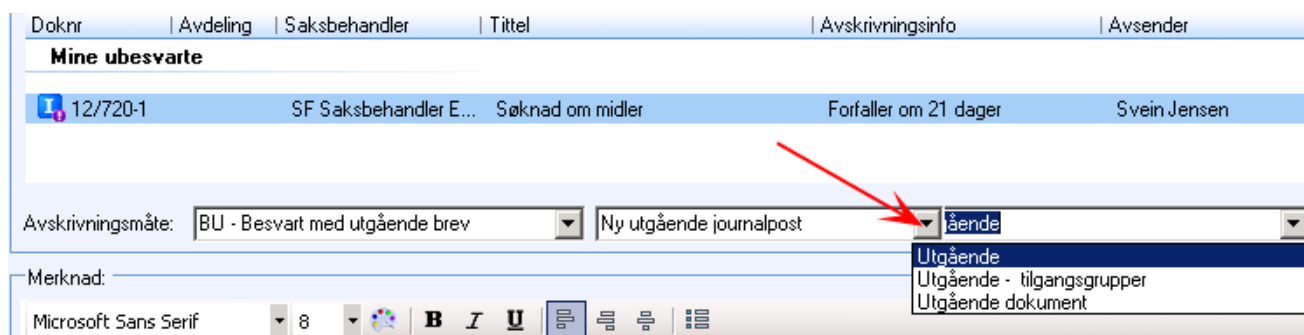 Doknr Avdeling Saksbehandler Tittel Avskrivningsinfo Avsender
Mine ubesvarte
I 12/720-1 SF Saksbehandler E... Søknad om midler Forfaller om 21 dager Svein Jensen
Avskrivningsmåte: BU - Besvart med utgående brev Ny utgående journalpost ående
Utgående
Utgående - tilgangsgrupper
Utgående dokument
Merknad:
Microsoft Sans Serif 8 B I U